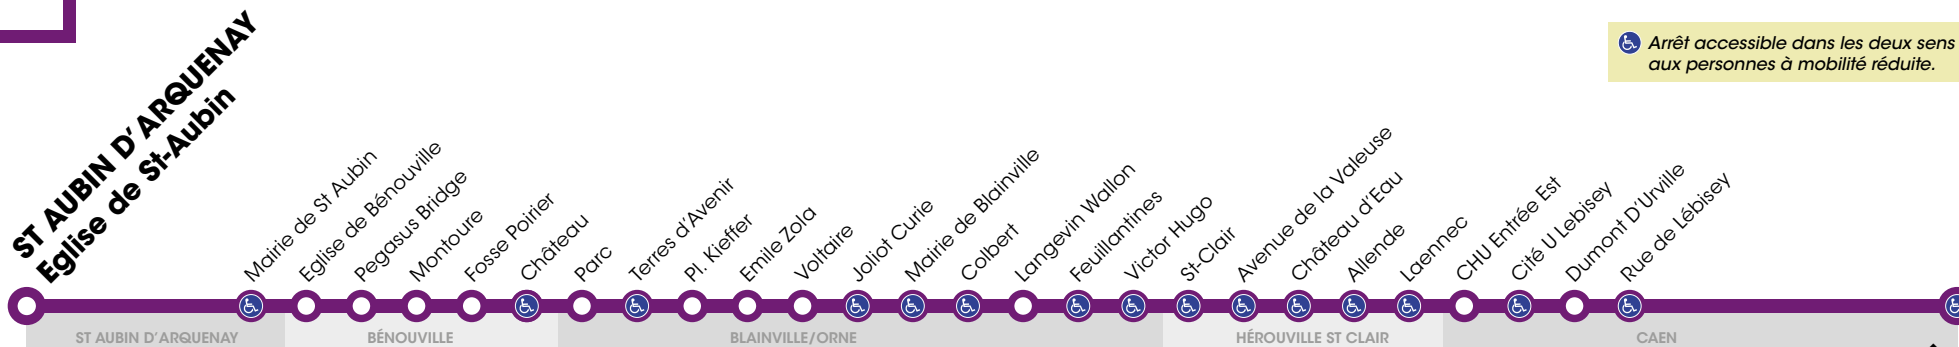 Arrêt accessible dans les deux sens
aux personnes à mobilité réduite.
ST AUBIN D'ARQUENAY
Eglise de St-Aubin
Mairie de St Aubin
Eglise de Bénouville
Pegasus Bridge
Montoure
Fosse Poirier
Château
Parc
Terres d'Avenir
Pl. Kieffer
Emile Zola
Voltaire
Joliot Curie
Mairie de Blainville
Colbert
Langevin Wallon
Feuillantines
Victor Hugo
St-Clair
Avenue de la Valeuse
Château d'Eau
Allende
Laennec
CHU Entrée Est
Cité U Lebisey
Dumont D'Urville
Rue de Lébisey
ST AUBIN D'ARQUENAY
BÉNOUVILLE
BLAINVILLE/ORNE
HÉROUVILLE ST CLAIR
CAEN